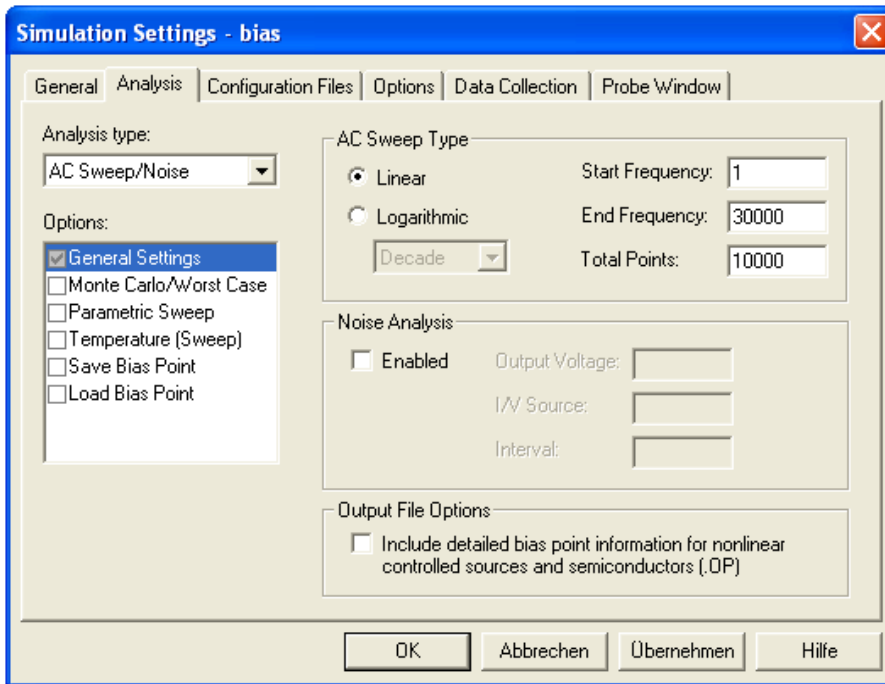 Simulation Settings - bias
General Analysis Configuration Files Options Data Collection Probe Window
Analysis type:
AC Sweep/Noise
Options:
General Settings
Monte Carlo/Worst Case
Parametric Sweep
Temperature (Sweep)
Save Bias Point
Load Bias Point
AC Sweep Type
Linear
Logarithmic
Decade
Start Frequency: 1
End Frequency: 30000
Total Points: 10000
Noise Analysis
Enabled
Output Voltage:
I/V Source:
Interval:
Output File Options
Include detailed bias point information for nonlinear
controlled sources and semiconductors (.OP)
OK Abbrechen Übernehmen Hilfe